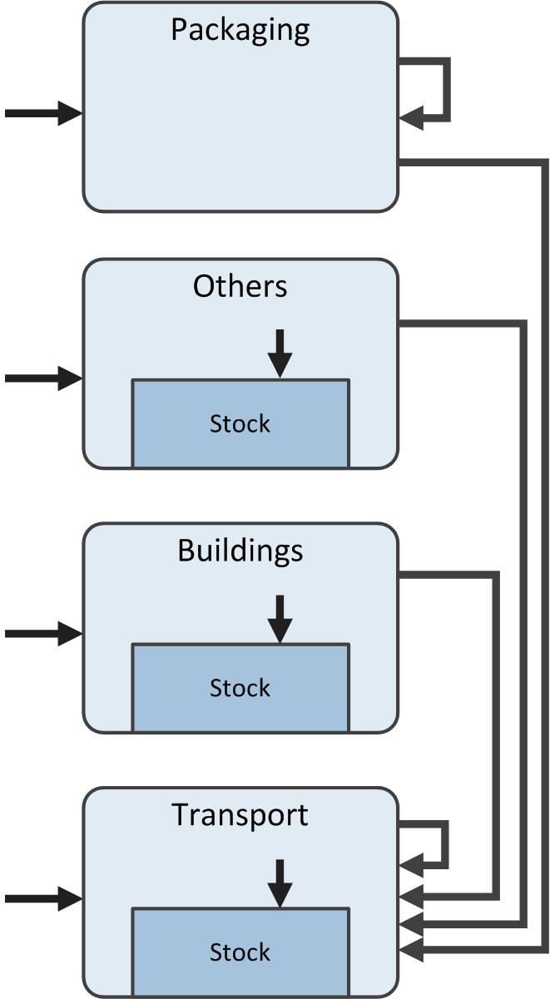 Packaging
Others
Stock
Buildings
Stock
Transport
Stock